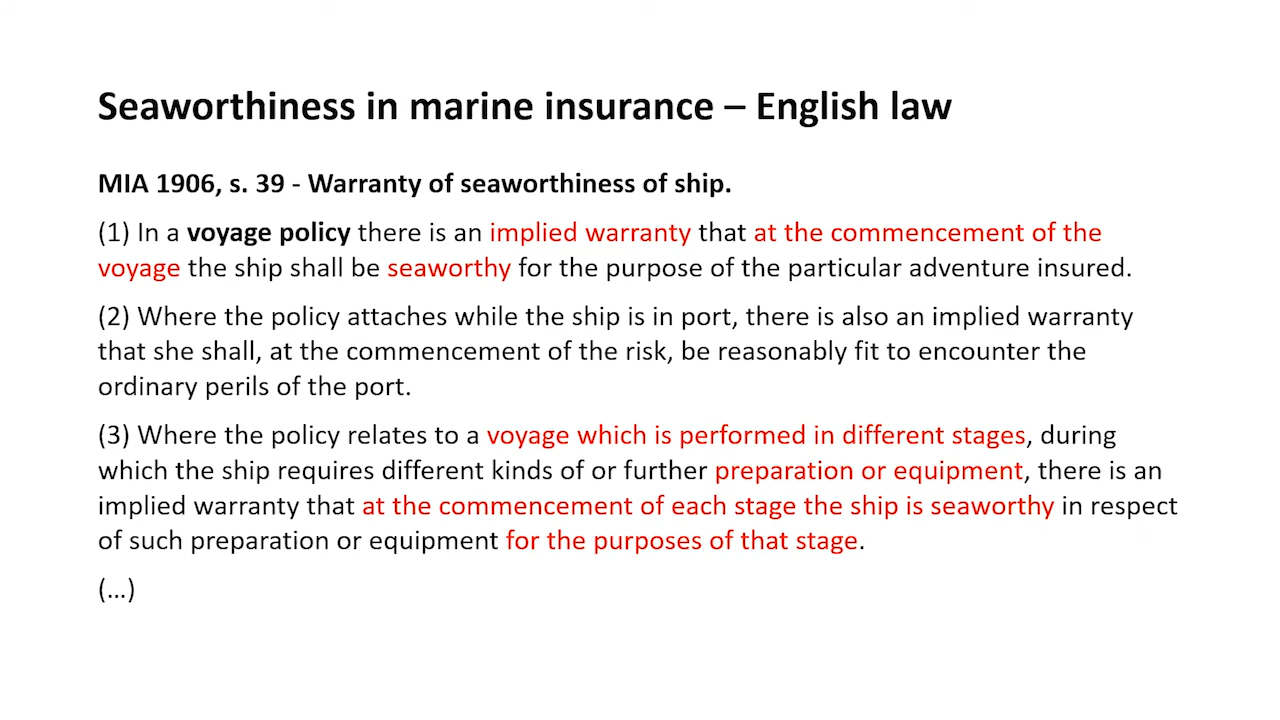 Seaworthiness in marine insurance – English law
MIA 1906, s. 39 - Warranty of seaworthiness of ship.
(1) In a voyage policy there is an implied warranty that at the commencement of the
voyage the ship shall be seaworthy for the purpose of the particular adventure insured.
(2) Where the policy attaches while the ship is in port, there is also an implied warranty
that she shall, at the commencement of the risk, be reasonably fit to encounter the
ordinary perils of the port.
(3) Where the policy relates to a voyage which is performed in different stages, during
which the ship requires different kinds of or further preparation or equipment, there is an
implied warranty that at the commencement of each stage the ship is seaworthy in respect
of such preparation or equipment for the purposes of that stage.
(…)